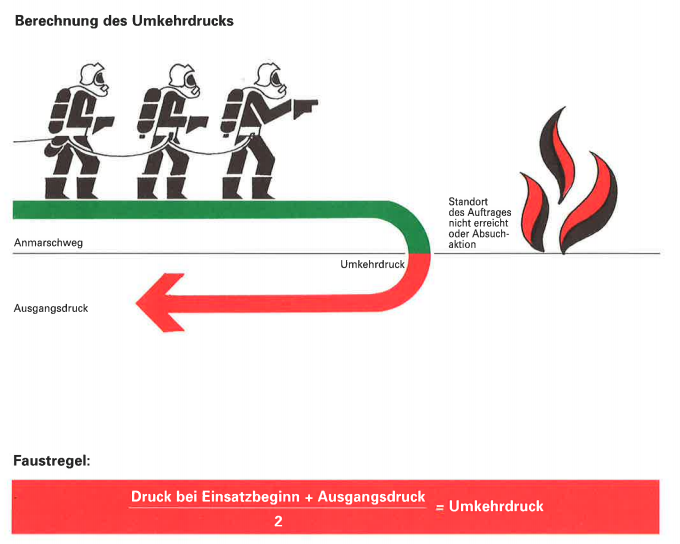 Berechnung des Umkehrdrucks
Standort
des Auftrages
nicht erreicht
oder Absuch-
aktion
Anmarschweg
Umkehrdruck
Ausgangsdruck
Faustregel:
Druck bei Einsatzbeginn + Ausgangsdruck
2
= Umkehrdruck